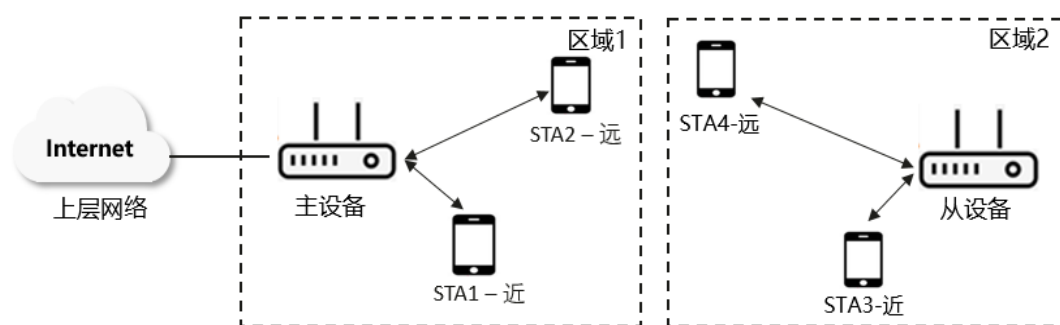 区域1
区域2
Internet
上层网络
主设备
STA2 – 远
STA1 – 近
STA4-远
从设备
STA3-近